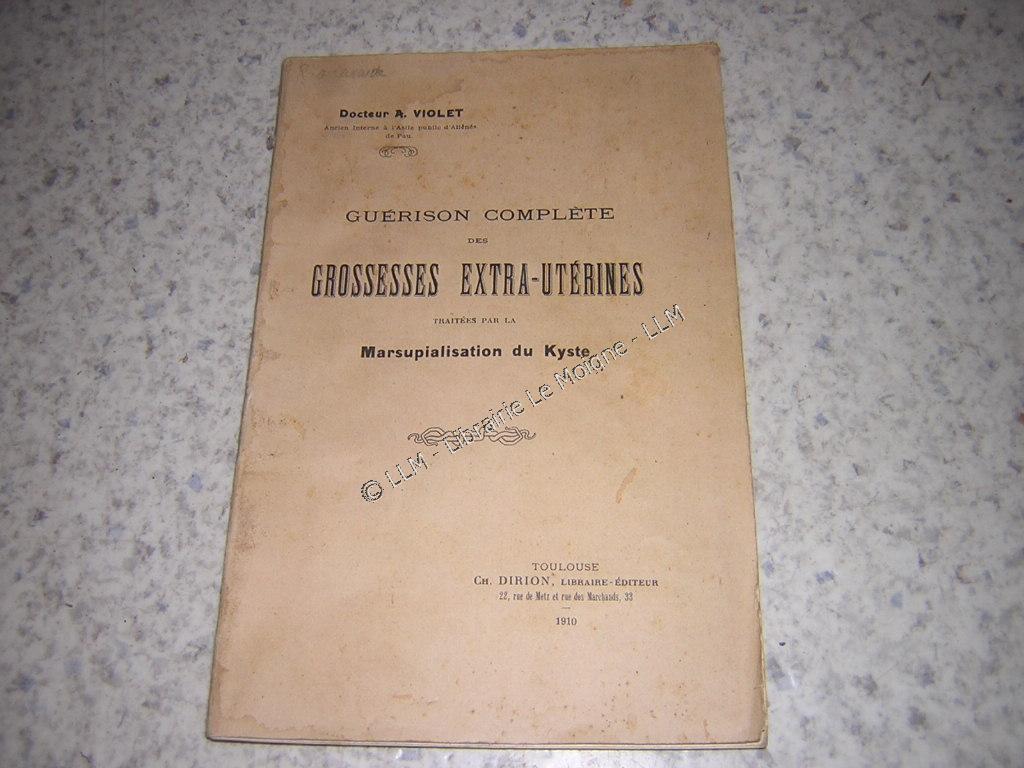 Docteur A. VIOLET
Ancien Interne à l'Asile public d'Aliénés
de Pau.
GUÉRISON COMPLÈTE
DES
GROSSESSES EXTRA-UTÉRINES
TRAITÉES PAR LA
Marsupialisation du Kyste
© LLM - Librairie Le Moigne - LLM
TOULOUSE
CH. DIRION, LIBRAIRE-ÉDITEUR
22, rue de Metz et rue des Marchands, 33
1910